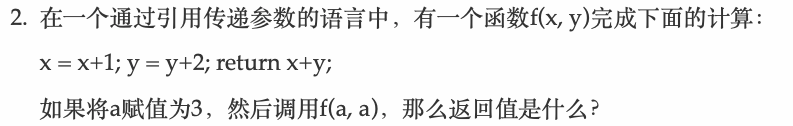 2. 在一个通过引用传递参数的语言中，有一个函数f(x, y)完成下面的计算：
x = x+1; y = y+2; return x+y;
如果将a赋值为3，然后调用f(a, a)，那么返回值是什么？